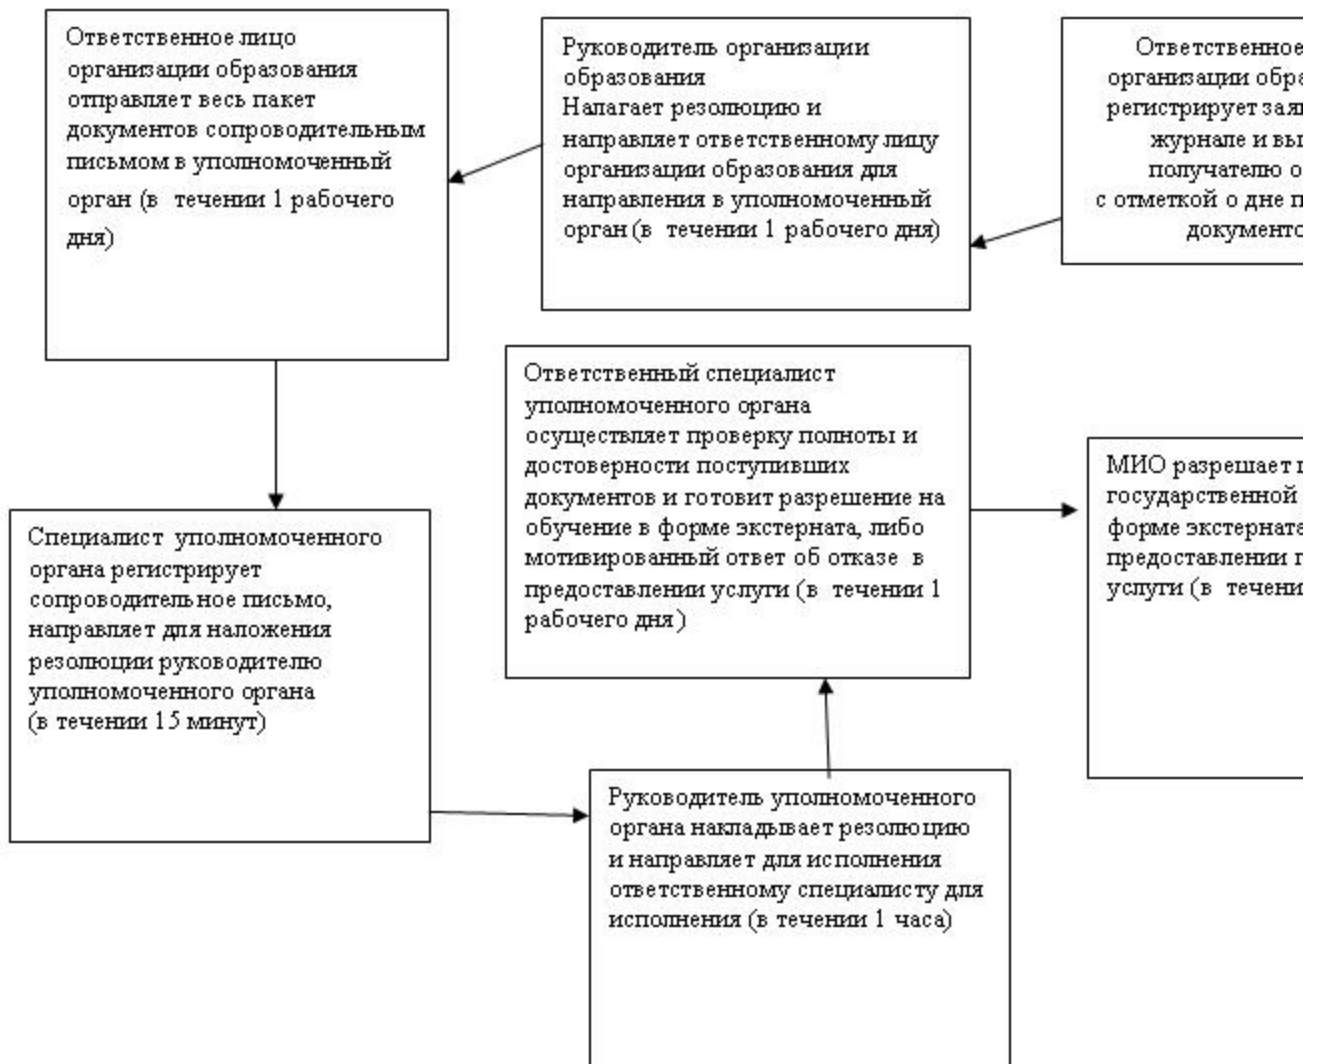 Ответственное лицо
организации образования
отправляет весь пакет
документов сопроводительным
письмом в уполномоченный
орган (в течении 1 рабочего
дня)
Руководитель организации
образования
Налагает резолюцию и
направляет ответственному лицу
организации образования для
направления в уполномоченный
орган (в течении 1 рабочего дня)
Ответственное
организации
регистрирует
журнале и
получателю
с отметкой о дне
Ответственный специалист
уполномоченного органа
осуществляет проверку полноты и
достоверности поступивших
документов и готовит разрешение на
обучение в форме экстерната, либо
мотивированный ответ об отказе в
предоставлении услуги (в течении 1
рабочего дня)
МИО разрешает
государственной
форме экстерната
предоставлении
услуги (в
Специалист уполномоченного
органа регистрирует
сопроводительное письмо,
направляет для наложения
резолюции руководителю
уполномоченного органа
(в течении 15 минут)
Руководитель уполномоченного
органа накладывает резолюцию
и направляет для исполнения
ответственному специалисту для
исполнения (в течении 1 часа)